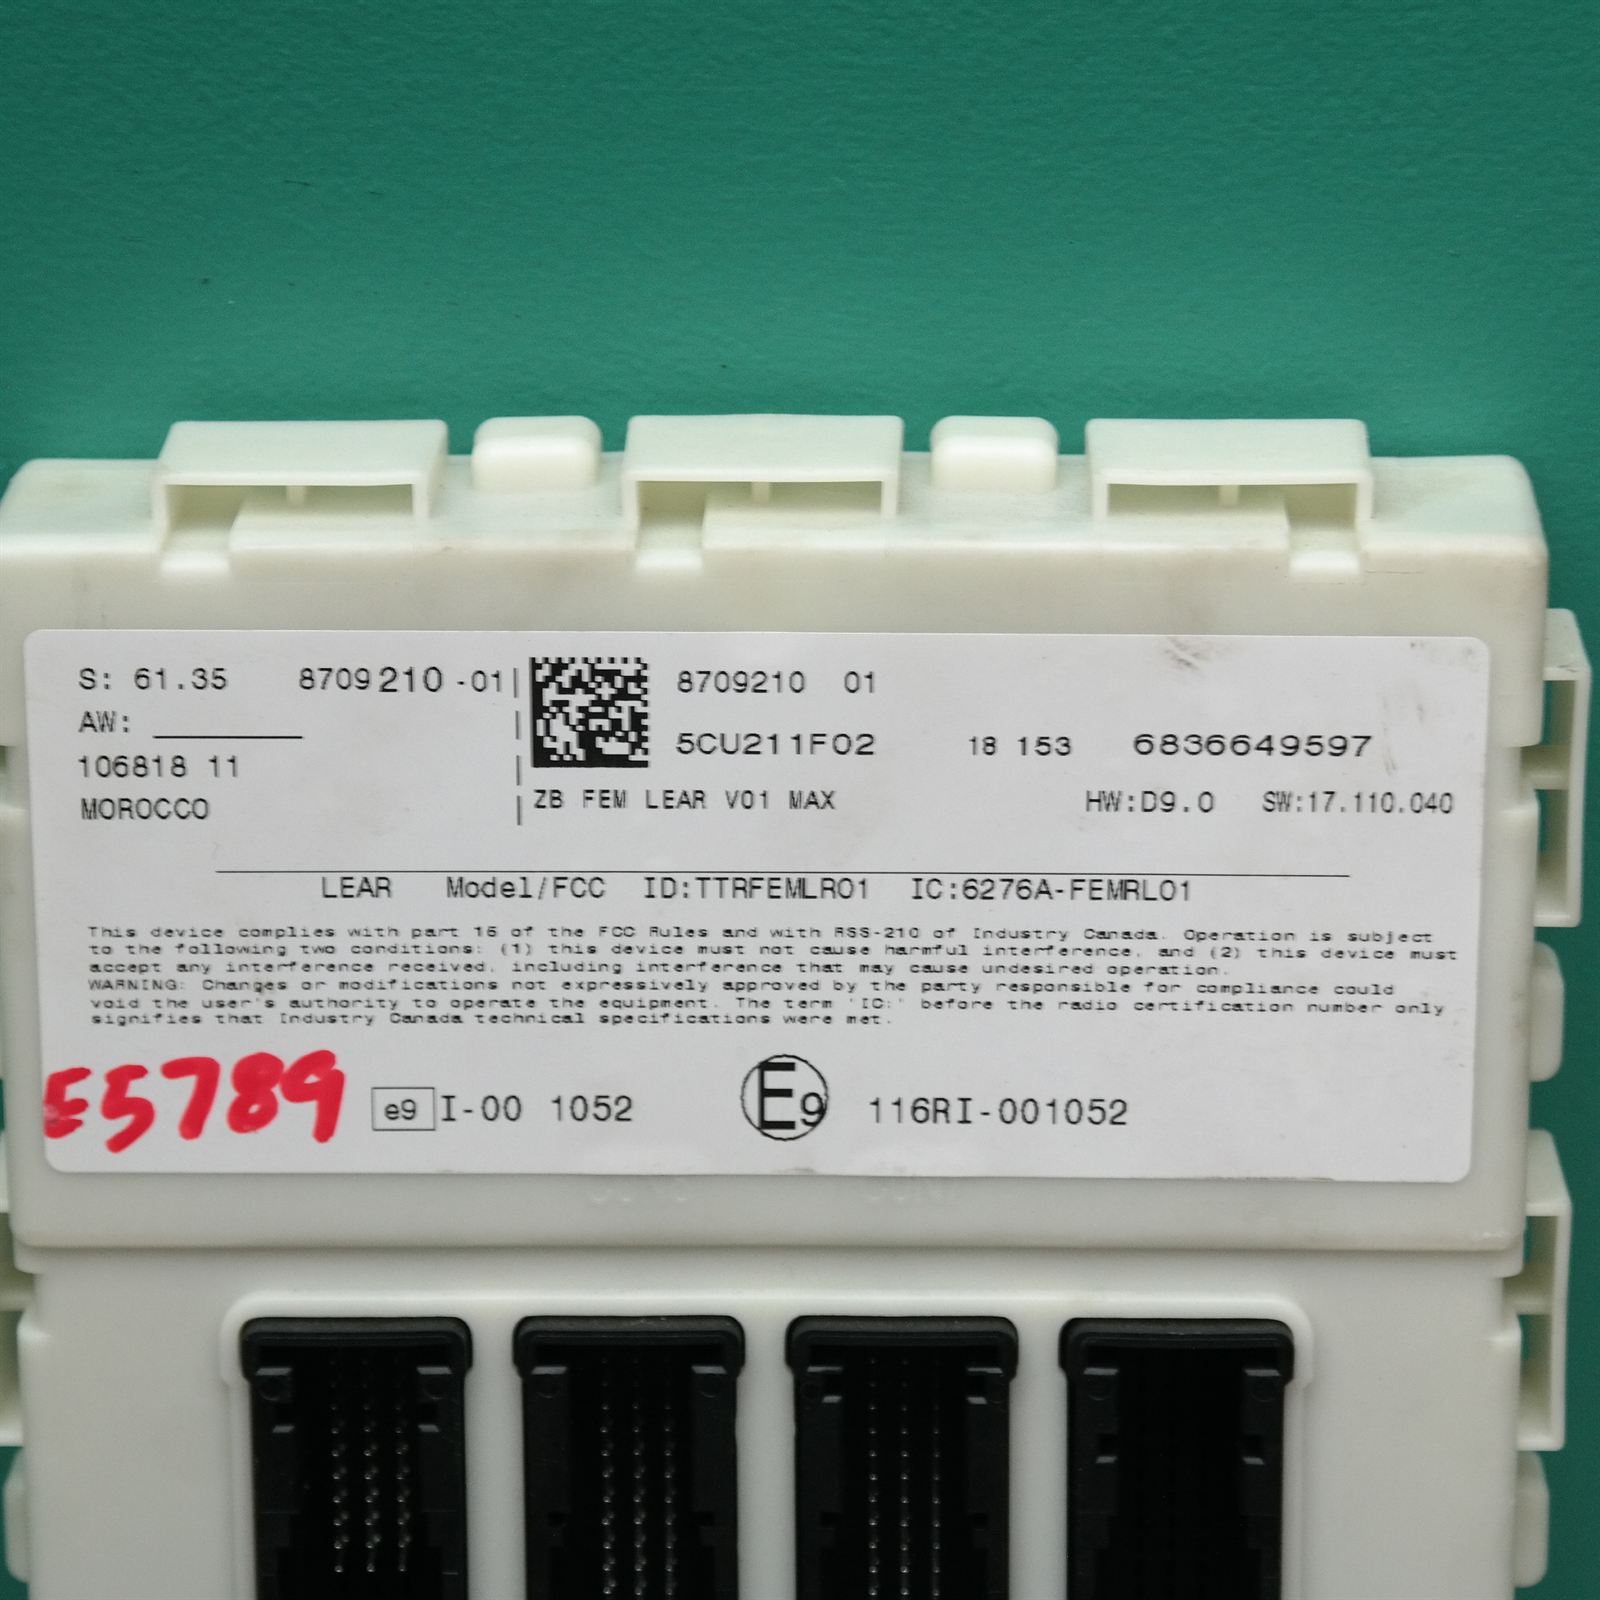 S: 61.35 8709210 -01
AW:
106818 11
MOROCCO
8709210 01
5CU211F02 18 153 6836649597
ZB FEM LEAR V01 MAX HW:D9.0 SW:17.110.040
LEAR Model/FCC ID:TTRFEMLR01 IC:6276A-FEMRL01
This device complies with part 15 of the FCC Rules and with RSS-210 of Industry Canada. Operation is subject
to the following two conditions: (1) this device must not cause harmful interference, and (2) this device must
accept any interference received, including interference that may cause undesired operation.
WARNING: Changes or modifications not expressively approved by the party responsible for compliance could
void the user's authority to operate the equipment. The term 'IC:' before the radio certification number only
signifies that Industry Canada technical specifications were met.
E5789
e9 I-00 1052
E9 116RI-001052